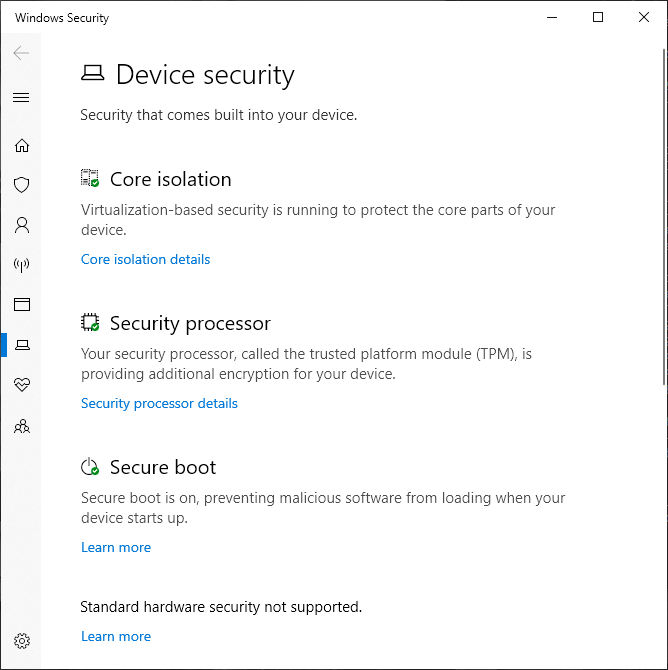 Windows Security
Device security
Security that comes built into your device.
Core isolation
Virtualization-based security is running to protect the core parts of your
device.
Core isolation details
Security processor
Your security processor, called the trusted platform module (TPM), is
providing additional encryption for your device.
Security processor details
Secure boot
Secure boot is on, preventing malicious software from loading when your
device starts up.
Learn more
Standard hardware security not supported.
Learn more